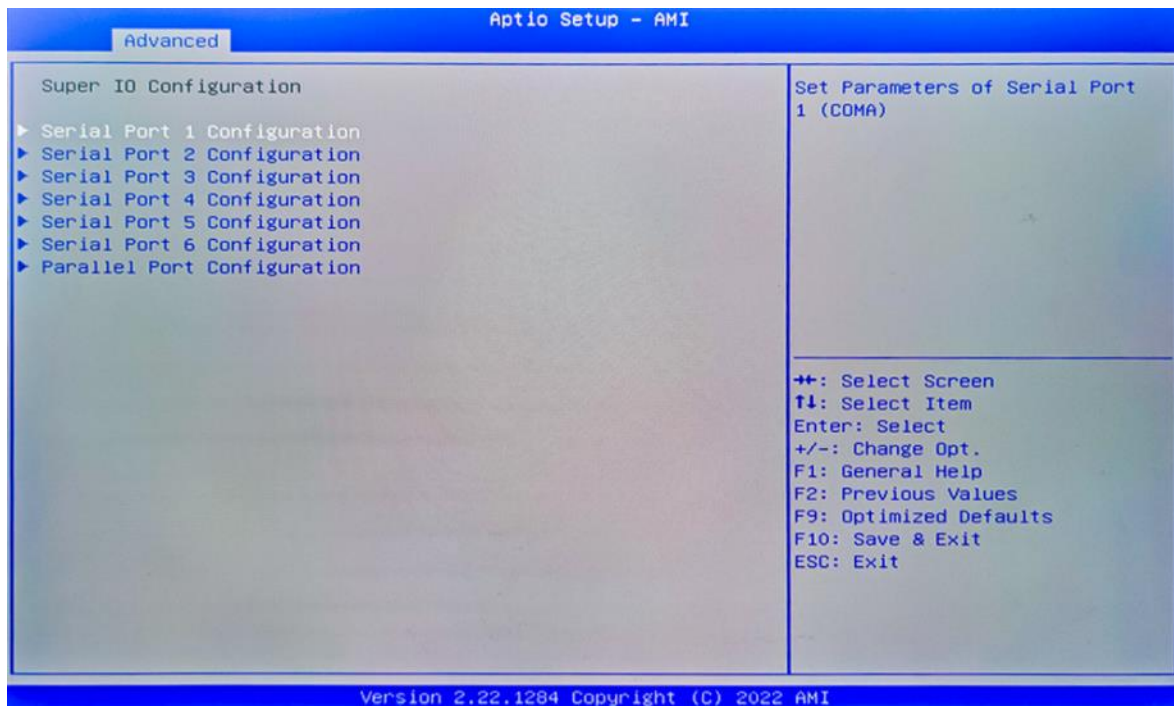 Aptio Setup - AMI
Advanced
Super IO Configuration
▶ Serial Port 1 Configuration
▶ Serial Port 2 Configuration
▶ Serial Port 3 Configuration
▶ Serial Port 4 Configuration
▶ Serial Port 5 Configuration
▶ Serial Port 6 Configuration
▶ Parallel Port Configuration
Set Parameters of Serial Port
1 (COMA)
→←: Select Screen
↑↓: Select Item
Enter: Select
+/-: Change Opt.
F1: General Help
F2: Previous Values
F9: Optimized Defaults
F10: Save & Exit
ESC: Exit
Version 2.22.1284 Copyright (C) 2022 AMI